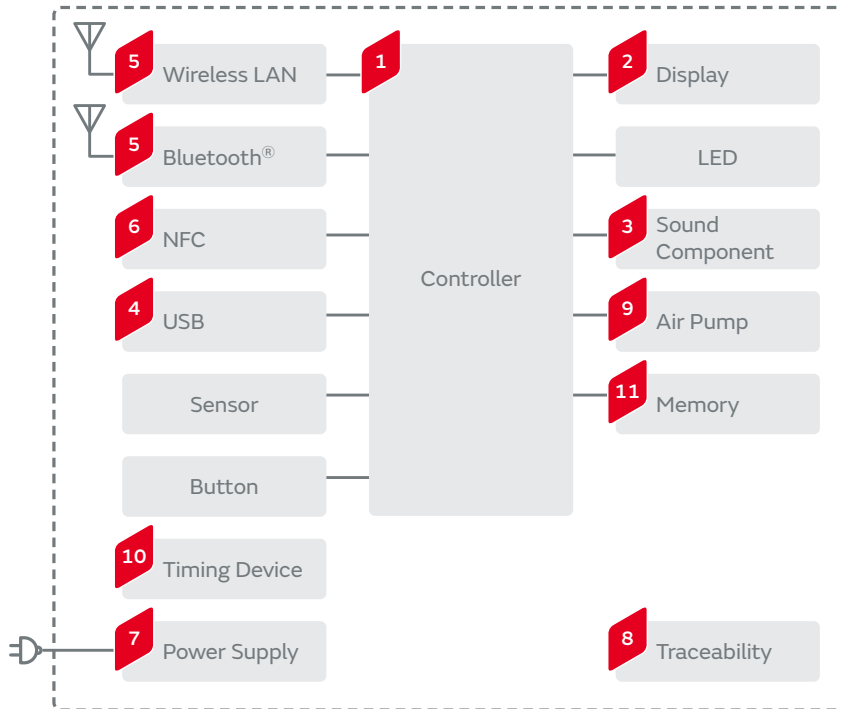 5
Wireless LAN
1
2
Display
5
Bluetooth®
LED
6
NFC
3
Sound
Component
Controller
4
USB
9
Air Pump
Sensor
11
Memory
Button
10
Timing Device
7
Power Supply
8
Traceability